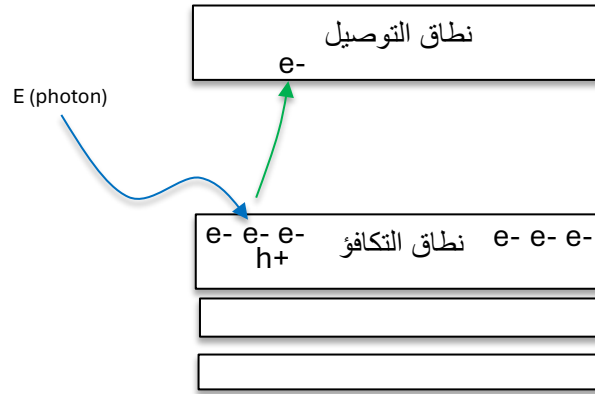 نطاق التوصيل
e-
E (photon)
e- e- e- نطاق التكافؤ e- e- e-
h+